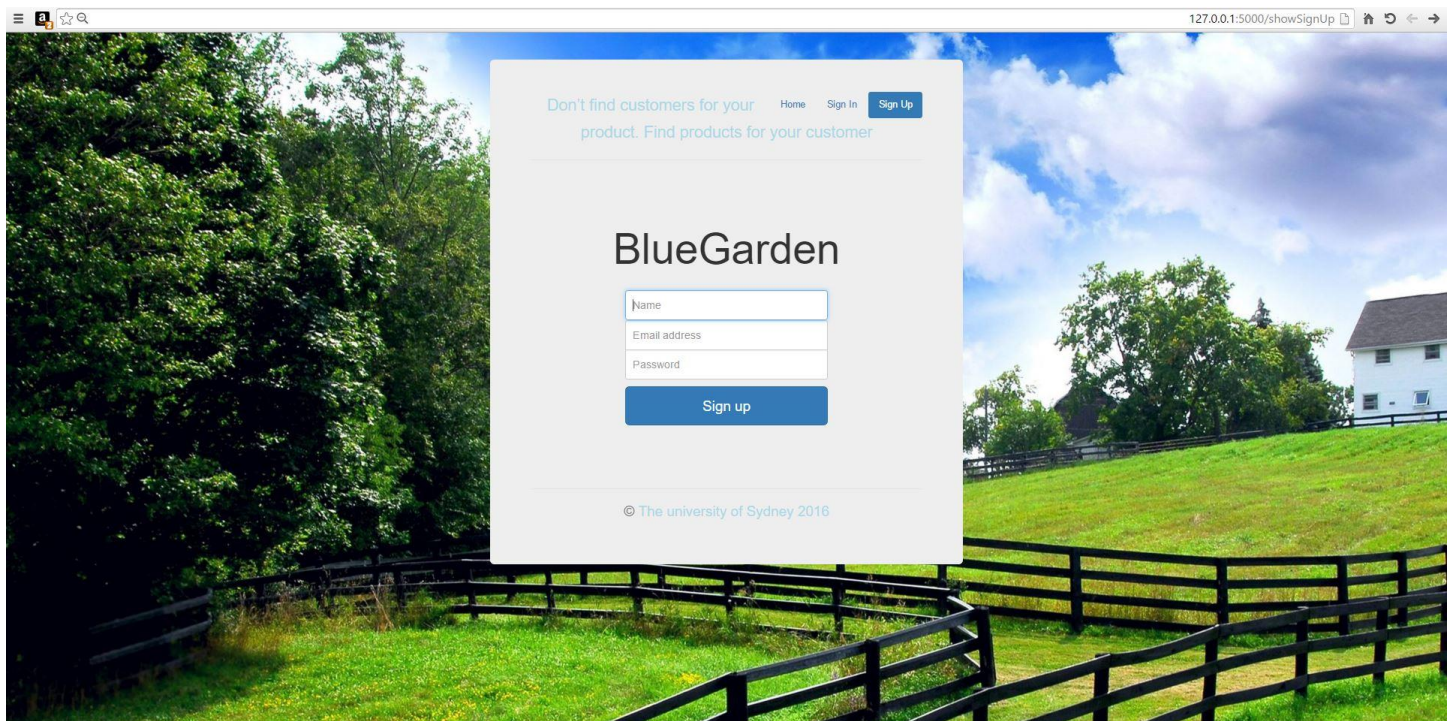 127.0.0.1:5000/showSignUp
Don't find customers for your
product. Find products for your customer
Home Sign In Sign Up
BlueGarden
Name
Email address
Password
Sign up
© The university of Sydney 2016